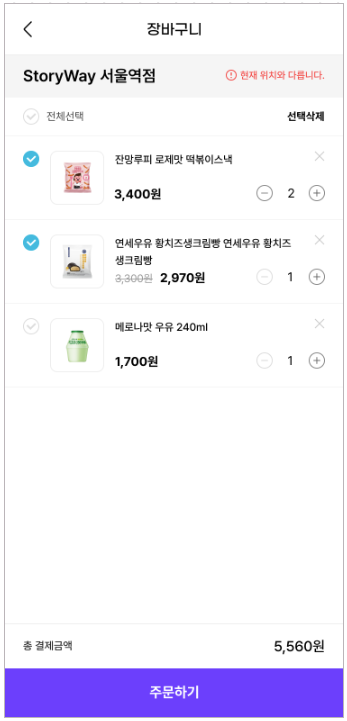 장바구니
StoryWay 서울역점
현재 위치와 다릅니다.
전체선택
선택삭제
잔망루피 로제맛 떡볶이스낵
3,400원
2
연세우유 황치즈생크림빵 연세우유 황치즈
생크림빵
3,300원 2,970원
1
메로나맛 우유 240ml
1,700원
1
총 결제금액
5,560원
주문하기